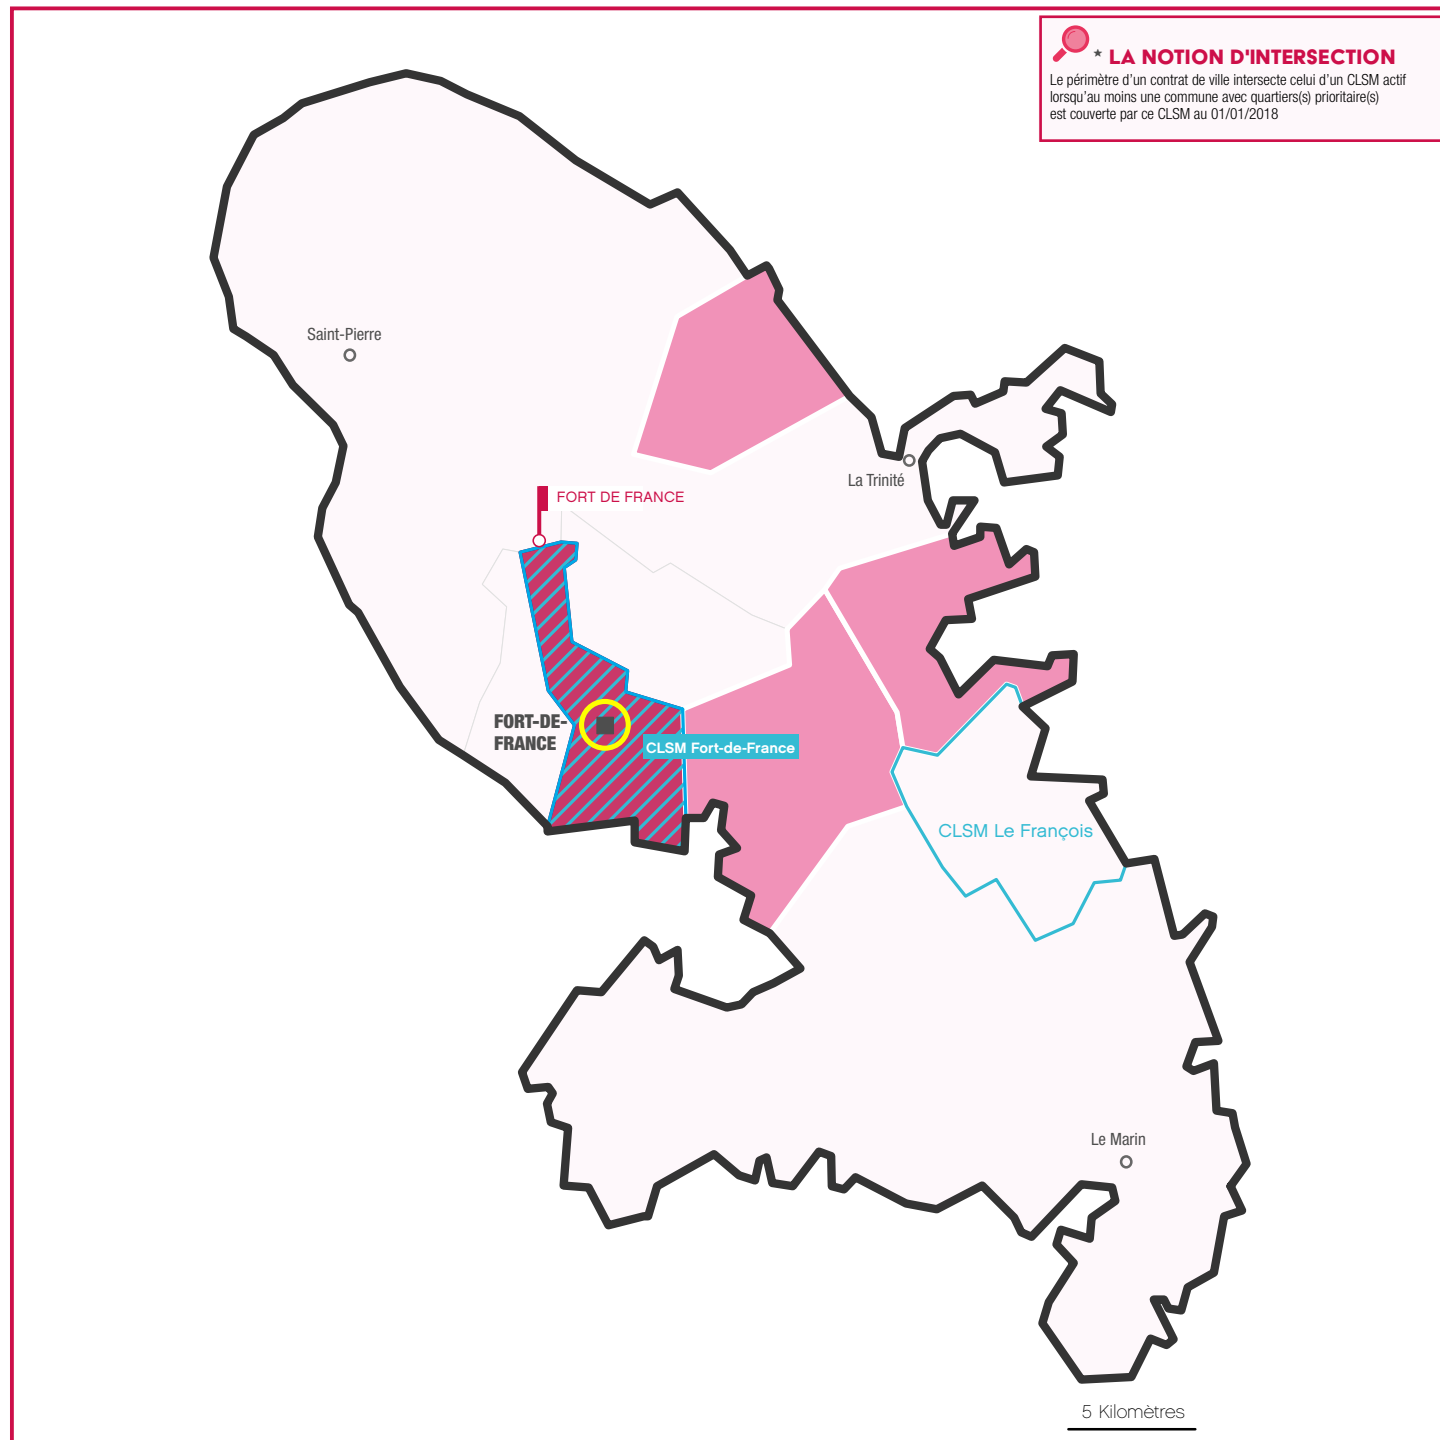 * LA NOTION D'INTERSECTION
Le périmètre d'un contrat de ville intersecte celui d'un CLSM actif
lorsqu'au moins une commune avec quartiers(s) prioritaire(s)
est couverte par ce CLSM au 01/01/2018
Saint-Pierre
La Trinité
FORT DE FRANCE
FORT-DE-
FRANCE
CLSM Fort-de-France
CLSM Le François
Le Marin
5 Kilomètres